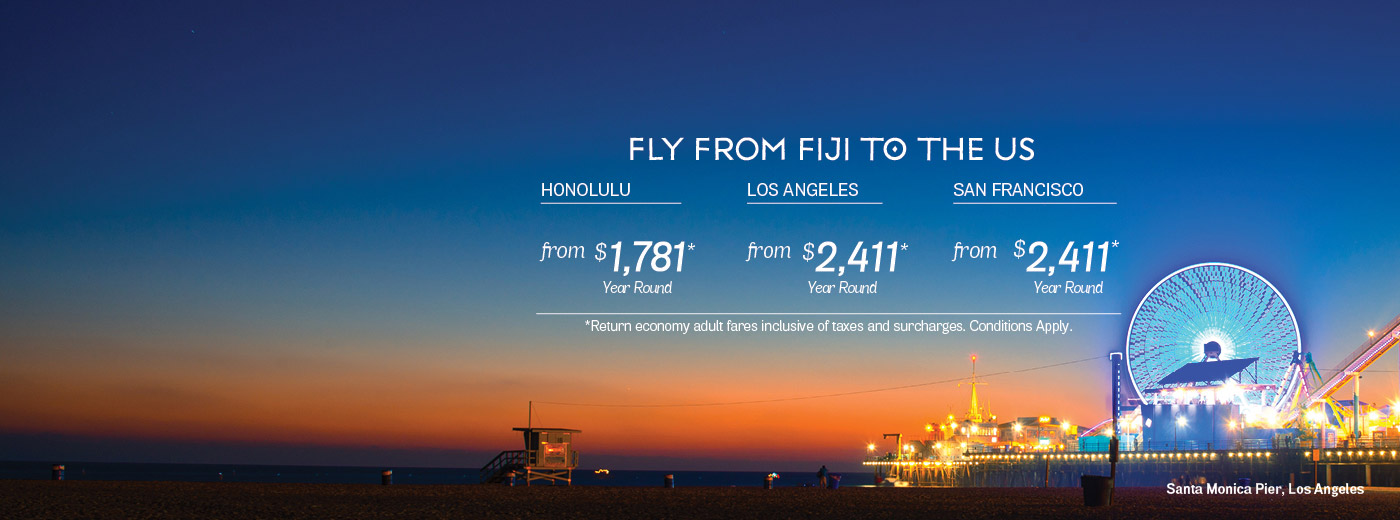 FLY FROM FIJI TO THE US
HONOLULU
from $1,781*
Year Round
LOS ANGELES
from $2,411*
Year Round
SAN FRANCISCO
from $2,411*
Year Round
*Return economy adult fares inclusive of taxes and surcharges. Conditions Apply.
Santa Monica Pier, Los Angeles